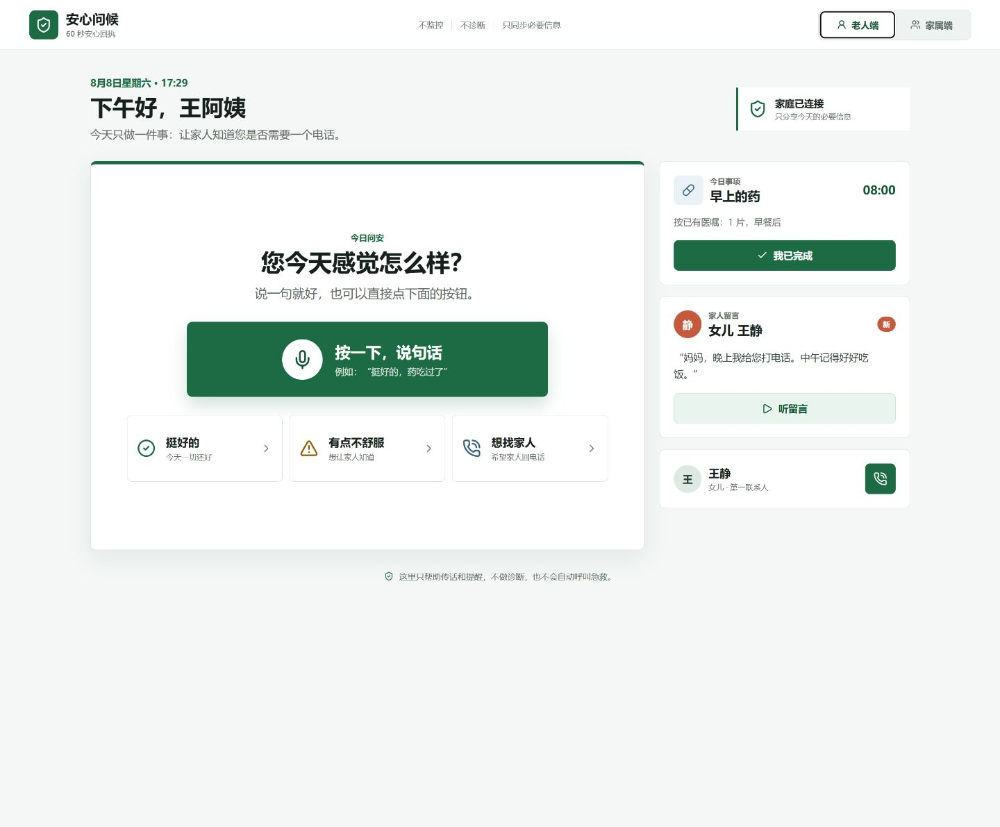 安心问候
60 秒安心回执
不监控
不诊断
只同步必要信息
老人端
家属端
8月8日星期六 • 17:29
下午好，王阿姨
今天只做一件事：让家人知道您是否需要一个电话。
家庭已连接
只分享今天的必要信息
今日问安
您今天感觉怎么样？
说一句就好，也可以直接点下面的按钮。
按一下，说句话
例如：“挺好的，药吃过了”
挺好的
今天一切还好
有点不舒服
想让家人知道
想找家人
希望家人回电话
今日事项
早上的药
08:00
按已有医嘱：1 片，早餐后
我已完成
静
家人留言
女儿 王静
新
“妈妈，晚上我给您打电话。中午记得好好吃
饭。”
听留言
王
王静
女儿 · 第一联系人
这里只帮助传话和提醒，不做诊断，也不会自动呼叫急救。